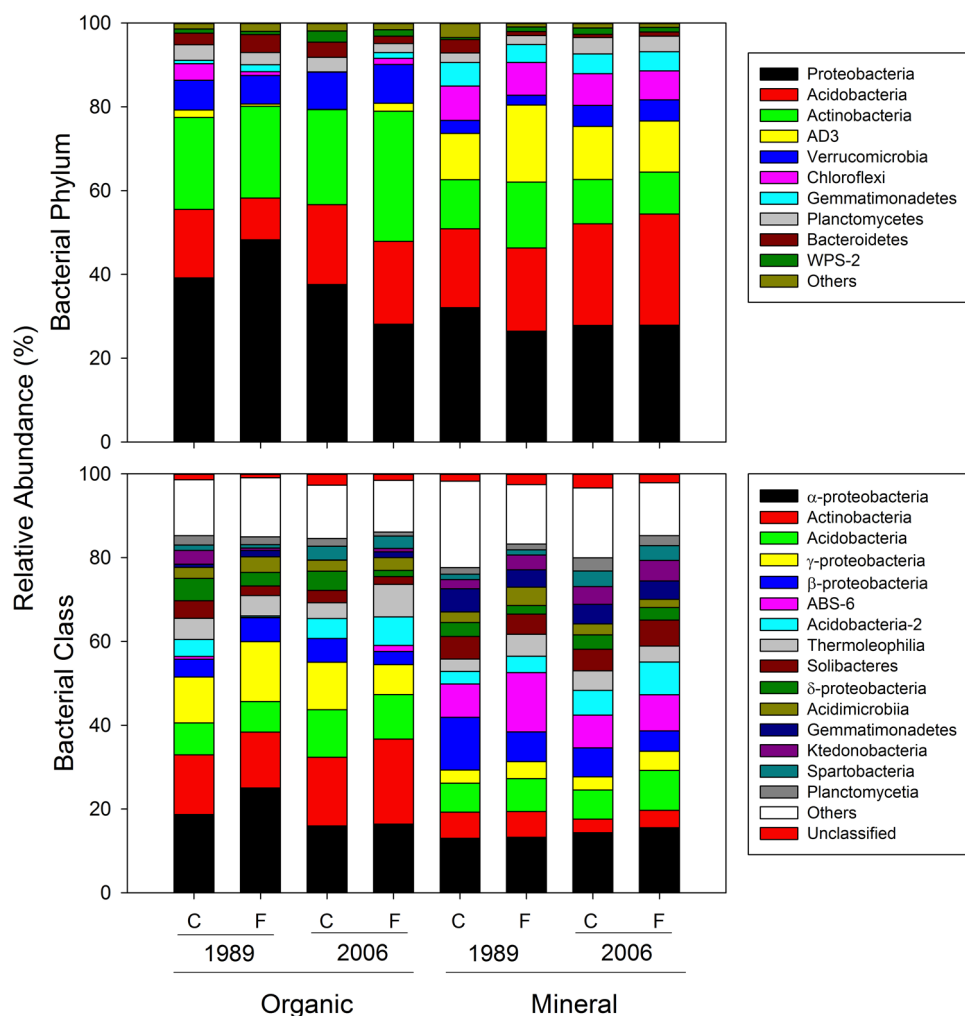 Relative Abundance (%)
Bacterial Phylum
100
80
60
40
20
0
Proteobacteria
Acidobacteria
Actinobacteria
AD3
Verrucomicrobia
Chloroflexi
Gemmatimonadetes
Planctomycetes
Bacteroidetes
WPS-2
Others
Bacterial Class
100
80
60
40
20
0
α-proteobacteria
Actinobacteria
Acidobacteria
γ-proteobacteria
β-proteobacteria
ABS-6
Acidobacteria-2
Thermoleophilia
Solibacteres
δ-proteobacteria
Acidimicrobiia
Gemmatimonadetes
Ktedonobacteria
Spartobacteria
Planctomycetia
Others
Unclassified
C F C F C F C F
1989 2006 1989 2006
Organic Mineral